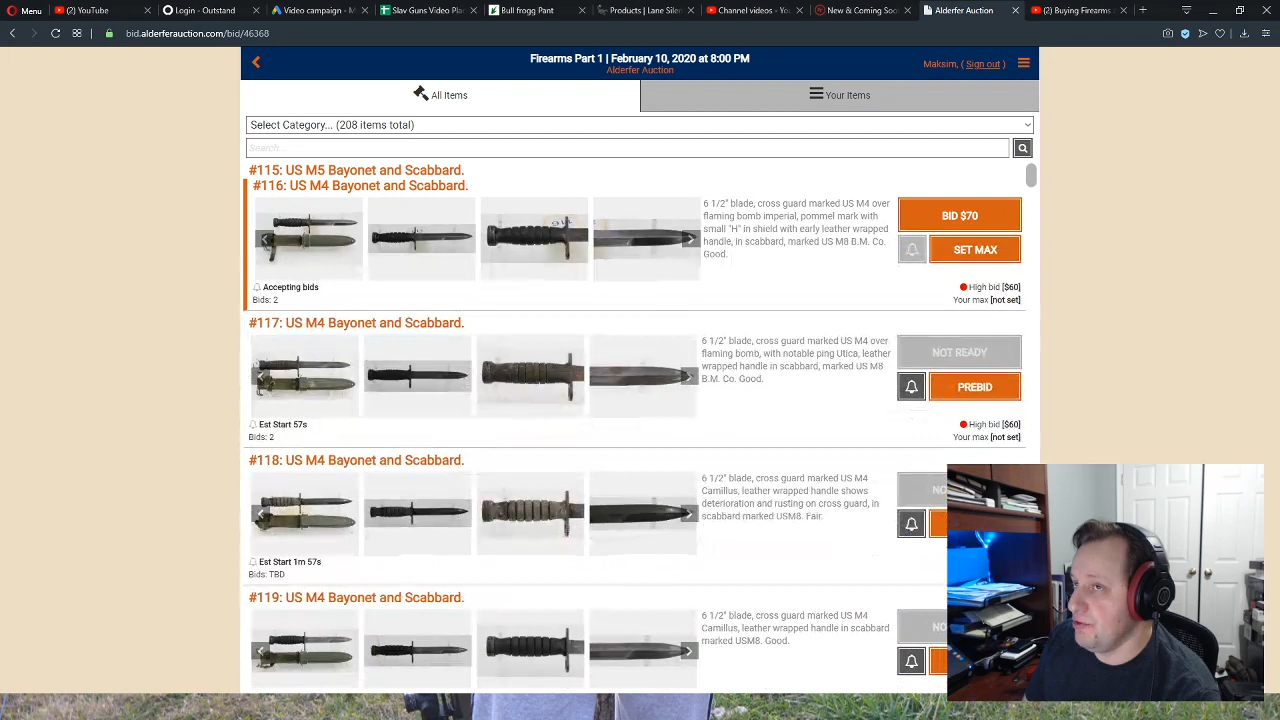 Menu
(2) YouTube
Login - Outstand
Video campaign - M
Slav Guns Video Plan
Bull frogg Pant
Products | Lane Silen
Channel videos - You
New & Coming Soo
Alderfer Auction
(2) Buying Firearms
bid.alderferauction.com/bid/46368
Firearms Part 1 | February 10, 2020 at 8:00 PM
Alderfer Auction
Maksim, ( Sign out )
All Items
Your Items
Select Category... (208 items total)
Search...
#115: US M5 Bayonet and Scabbard.
#116: US M4 Bayonet and Scabbard.
6 1/2" blade, cross guard marked US M4 over
flaming bomb imperial, pommel mark with
small "H" in shield with early leather wrapped
handle, in scabbard, marked US M8 B.M. Co.
Good.
BID $70
SET MAX
Accepting bids
Bids: 2
High bid [$60]
Your max [not set]
#117: US M4 Bayonet and Scabbard.
6 1/2" blade, cross guard marked US M4 over
flaming bomb, with notable ping Utica, leather
wrapped handle in scabbard, marked US M8
B.M. Co. Good.
NOT READY
PREBID
Est Start 57s
Bids: 2
High bid [$60]
Your max [not set]
#118: US M4 Bayonet and Scabbard.
6 1/2" blade, cross guard marked US M4
Camillus, leather wrapped handle shows
deterioration and rusting on cross guard, in
scabbard marked USM8. Fair.
NO
Est Start 1m 57s
Bids: TBD
#119: US M4 Bayonet and Scabbard.
6 1/2" blade, cross guard marked US M4
Camillus, leather wrapped handle in scabbard
marked USM8. Good.
NO